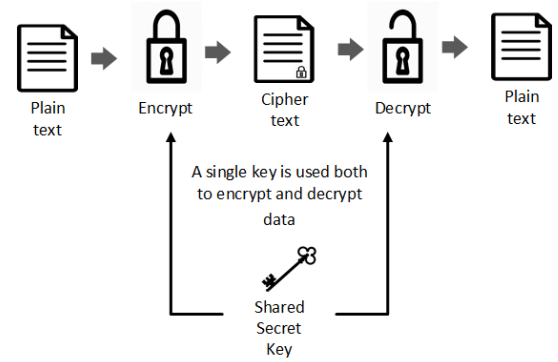 Plain
text
Encrypt
Cipher
text
Decrypt
Plain
text
A single key is used both
to encrypt and decrypt
data
Shared
Secret
Key